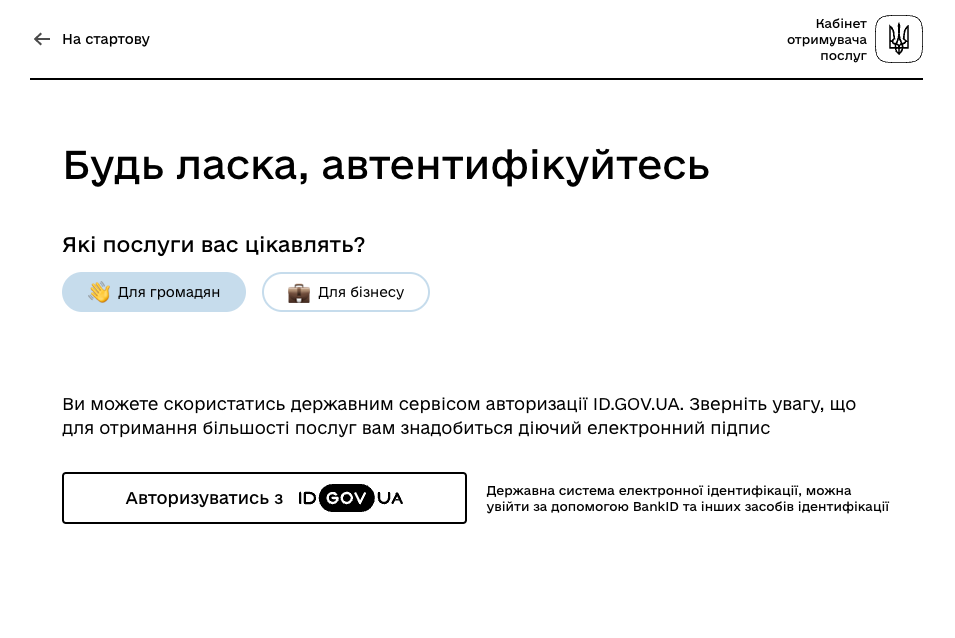 На стартову
Кабінет
отримувача
послуг
Будь ласка, автентифікуйтесь
Які послуги вас цікавлять?
Для громадян
Для бізнесу
Ви можете скористатись державним сервісом авторизації ID.GOV.UA. Зверніть увагу, що
для отримання більшості послуг вам знадобиться діючий електронний підпис
Авторизуватись з ID GOV UA
Державна система електронної ідентифікації, можна
увійти за допомогою BankID та інших засобів ідентифікації